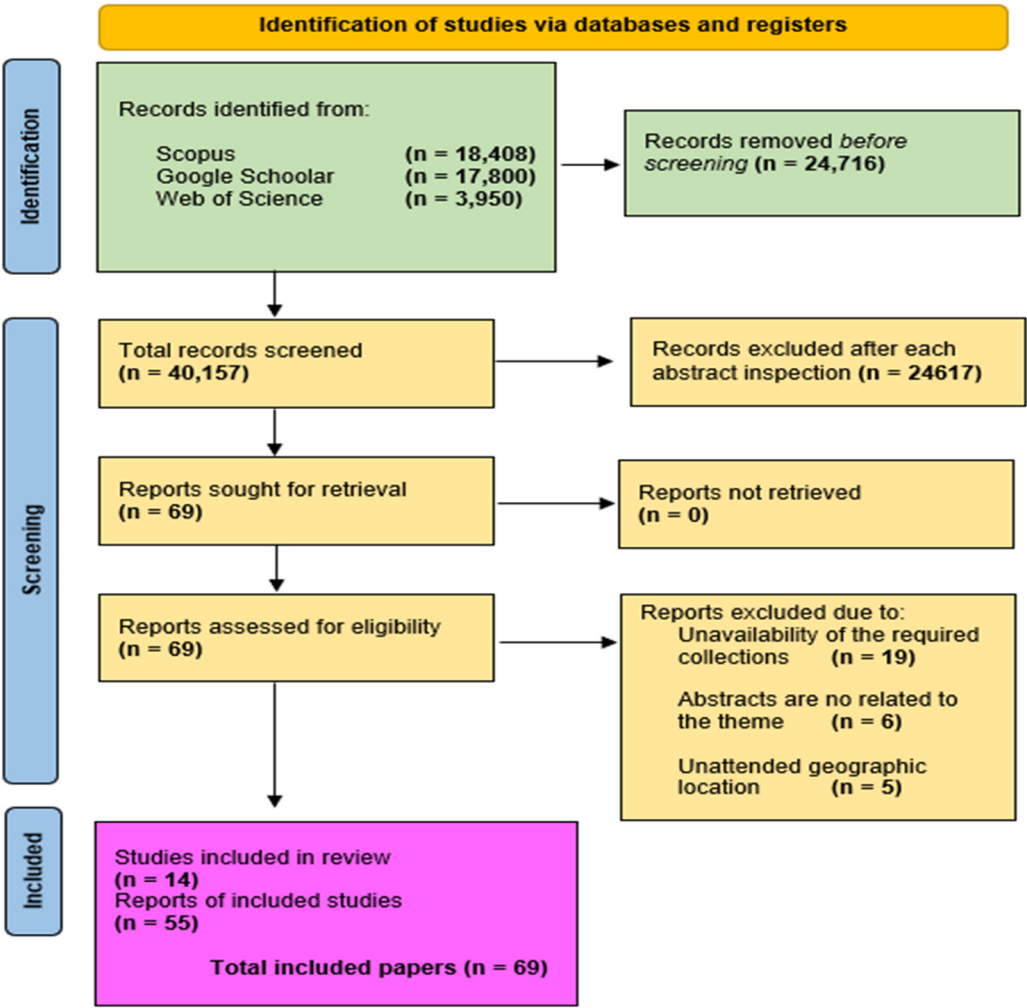 Identification of studies via databases and registers
Identification
Records identified from:
Scopus (n = 18,408)
Google Schoolar (n = 17,800)
Web of Science (n = 3,950)
Records removed before
screening (n = 24,716)
Screening
Total records screened
(n = 40,157)
Records excluded after each
abstract inspection (n = 24617)
Reports sought for retrieval
(n = 69)
Reports not retrieved
(n = 0)
Reports assessed for eligibility
(n = 69)
Reports excluded due to:
Unavailability of the required
collections (n = 19)
Abstracts are no related to
the theme (n = 6)
Unattended geographic
location (n = 5)
Included
Studies included in review
(n = 14)
Reports of included studies
(n = 55)
Total included papers (n = 69)